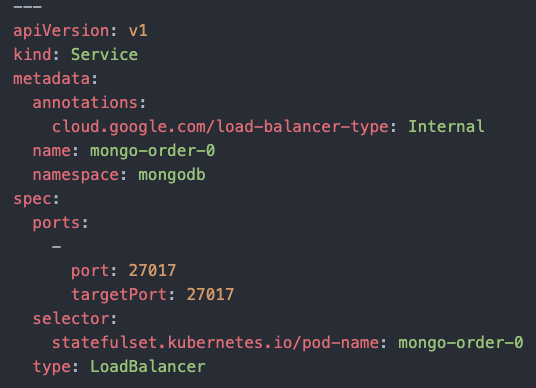 ---
apiVersion: v1
kind: Service
metadata:
  annotations:
    cloud.google.com/load-balancer-type: Internal
  name: mongo-order-0
  namespace: mongodb
spec:
  ports:
    -
      port: 27017
      targetPort: 27017
  selector:
    statefulset.kubernetes.io/pod-name: mongo-order-0
  type: LoadBalancer